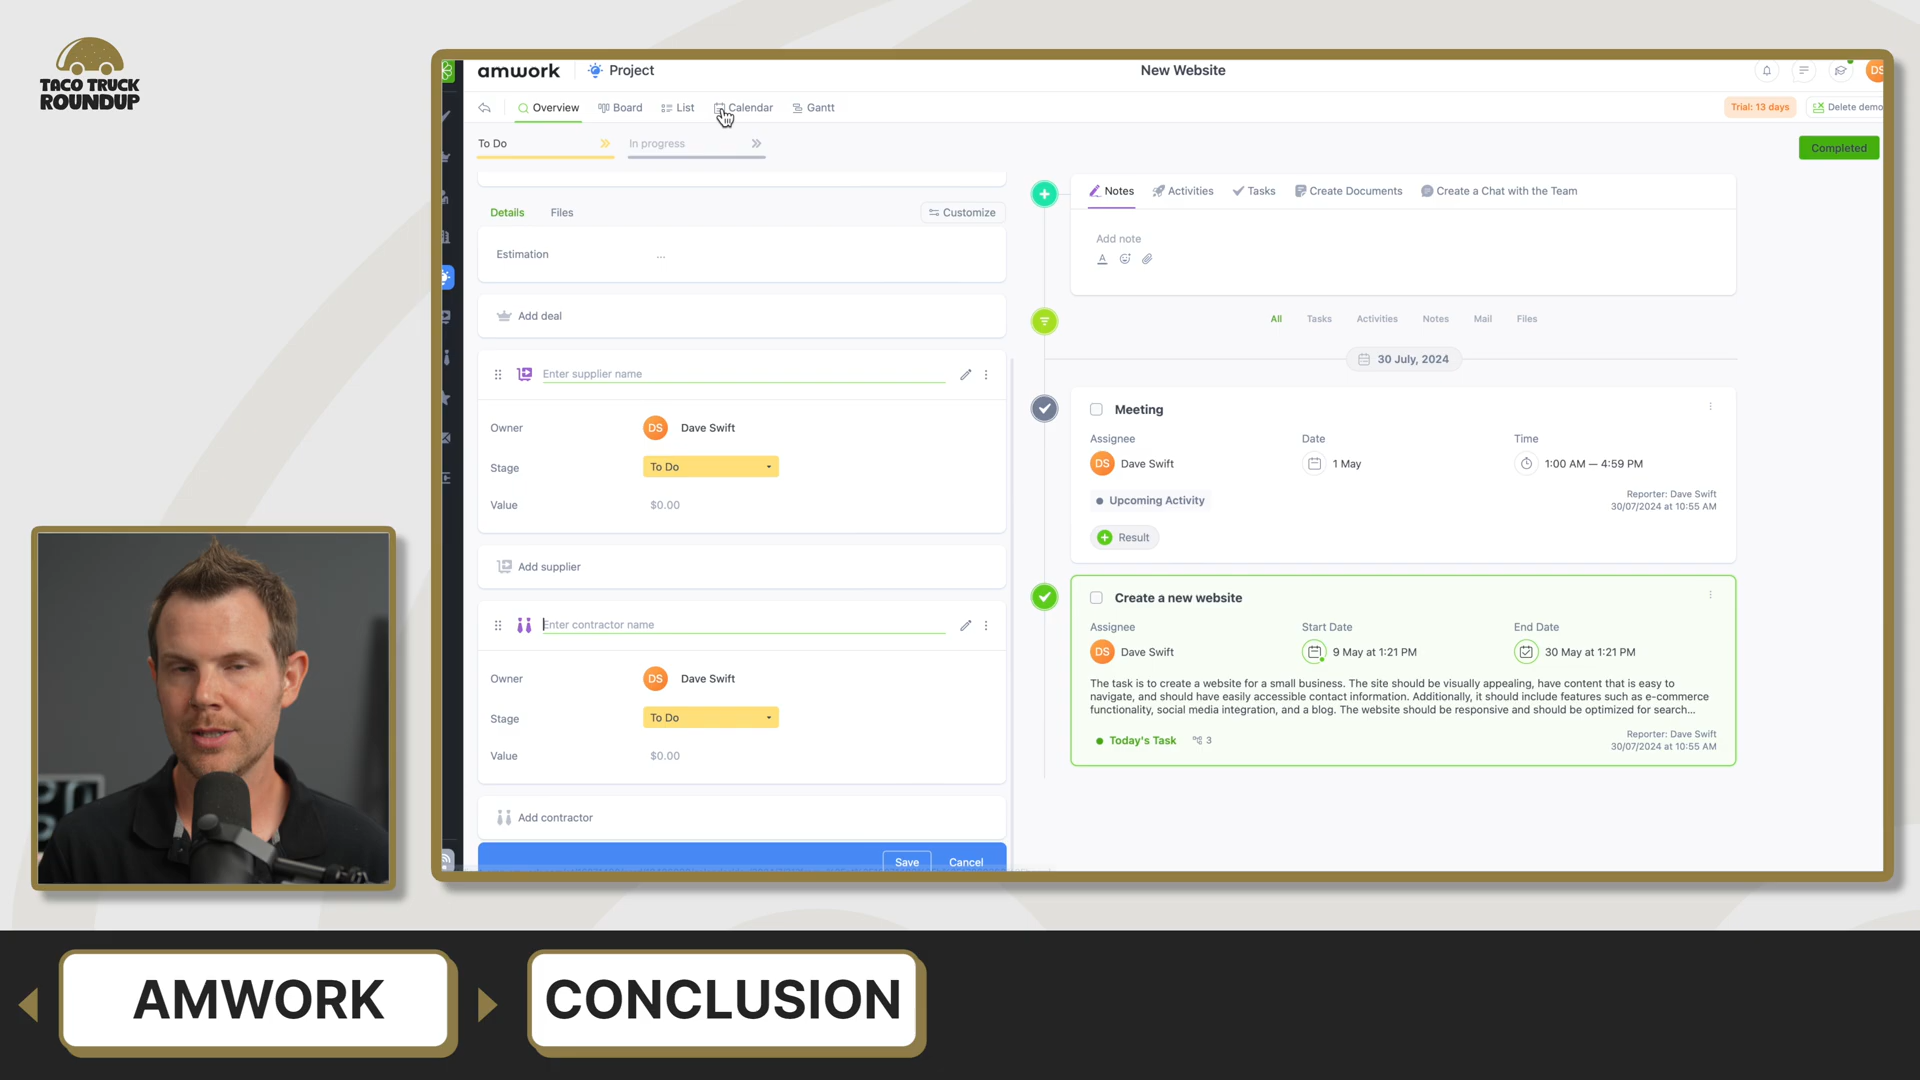 TACO TRUCK
ROUNDUP
amwork
Project
New Website
DS
Overview
Board
List
Calendar
Gantt
Trial: 13 days
Delete demo
To Do
In progress
Completed
Details
Files
Customize
Estimation
...
Add deal
Enter supplier name
Owner
DS
Dave Swift
Stage
To Do
Value
$0.00
Add supplier
Enter contractor name
Owner
DS
Dave Swift
Stage
To Do
Value
$0.00
Add contractor
Save
Cancel
Notes
Activities
Tasks
Create Documents
Create a Chat with the Team
Add note
A
All
Tasks
Activities
Notes
Mail
Files
30 July, 2024
Meeting
Assignee
Date
Time
DS
Dave Swift
1 May
1:00 AM — 4:59 PM
Upcoming Activity
Reporter: Dave Swift
30/07/2024 at 10:55 AM
Result
Create a new website
Assignee
Start Date
End Date
DS
Dave Swift
9 May at 1:21 PM
30 May at 1:21 PM
The task is to create a website for a small business. The site should be visually appealing, have content that is easy to
navigate, and should have easily accessible contact information. Additionally, it should include features such as e-commerce
functionality, social media integration, and a blog. The website should be responsive and should be optimized for search...
Today's Task
3
Reporter: Dave Swift
30/07/2024 at 10:55 AM
AMWORK
CONCLUSION